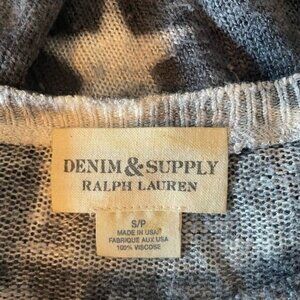 DENIM & SUPPLY
RALPH LAUREN
S/P
MADE IN USA
FABRIQUE AUX USA
100% VISCOSE